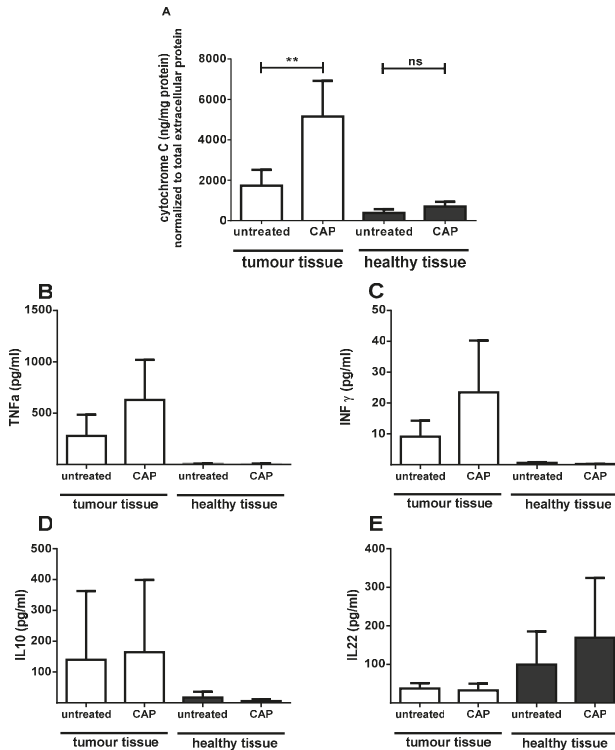 A
cytochrome C (ng/mg protein)
normalized to total extracellular protein
8000
6000
4000
2000
0
**
ns
untreated CAP untreated CAP
tumour tissue healthy tissue
B
TNFa (pg/ml)
1500
1000
500
untreated CAP untreated CAP
tumour tissue healthy tissue
C
INF γ (pg/ml)
50
40
30
20
10
untreated CAP untreated CAP
tumour tissue healthy tissue
D
IL10 (pg/ml)
500
400
300
200
100
untreated CAP untreated CAP
tumour tissue healthy tissue
E
IL22 (pg/ml)
400
300
200
100
untreated CAP untreated CAP
tumour tissue healthy tissue